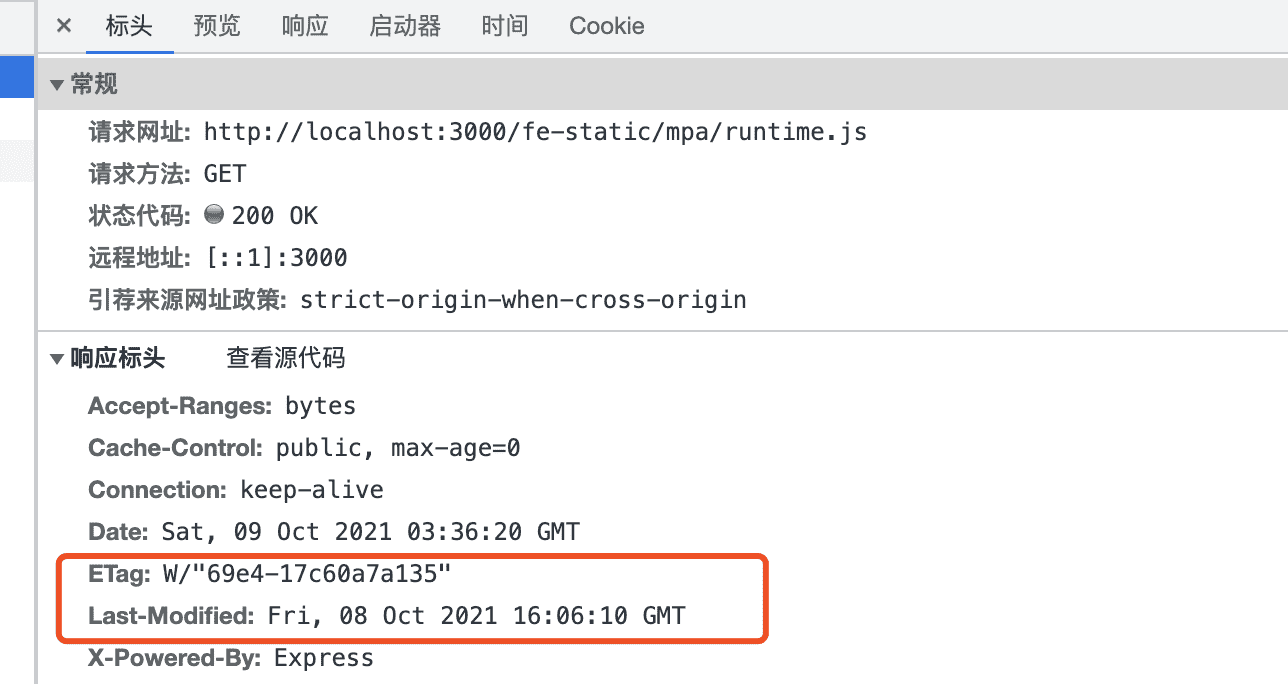 × 标头 预览 响应 启动器 时间 Cookie
▼常规
请求网址: http://localhost:3000/fe-static/mpa/runtime.js
请求方法: GET
状态代码: 200 OK
远程地址: [::1]:3000
引荐来源网址政策: strict-origin-when-cross-origin
▼响应标头 查看源代码
Accept-Ranges: bytes
Cache-Control: public, max-age=0
Connection: keep-alive
Date: Sat, 09 Oct 2021 03:36:20 GMT
ETag: W/"69e4-17c60a7a135"
Last-Modified: Fri, 08 Oct 2021 16:06:10 GMT
X-Powered-By: Express